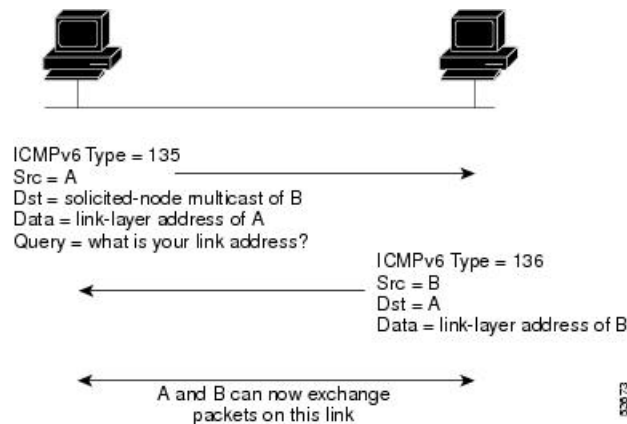 ICMPv6 Type = 135
Src = A
Dst = solicited-node multicast of B
Data = link-layer address of A
Query = what is your link address?
ICMPv6 Type = 136
Src = B
Dst = A
Data = link-layer address of B
A and B can now exchange
packets on this link
52673